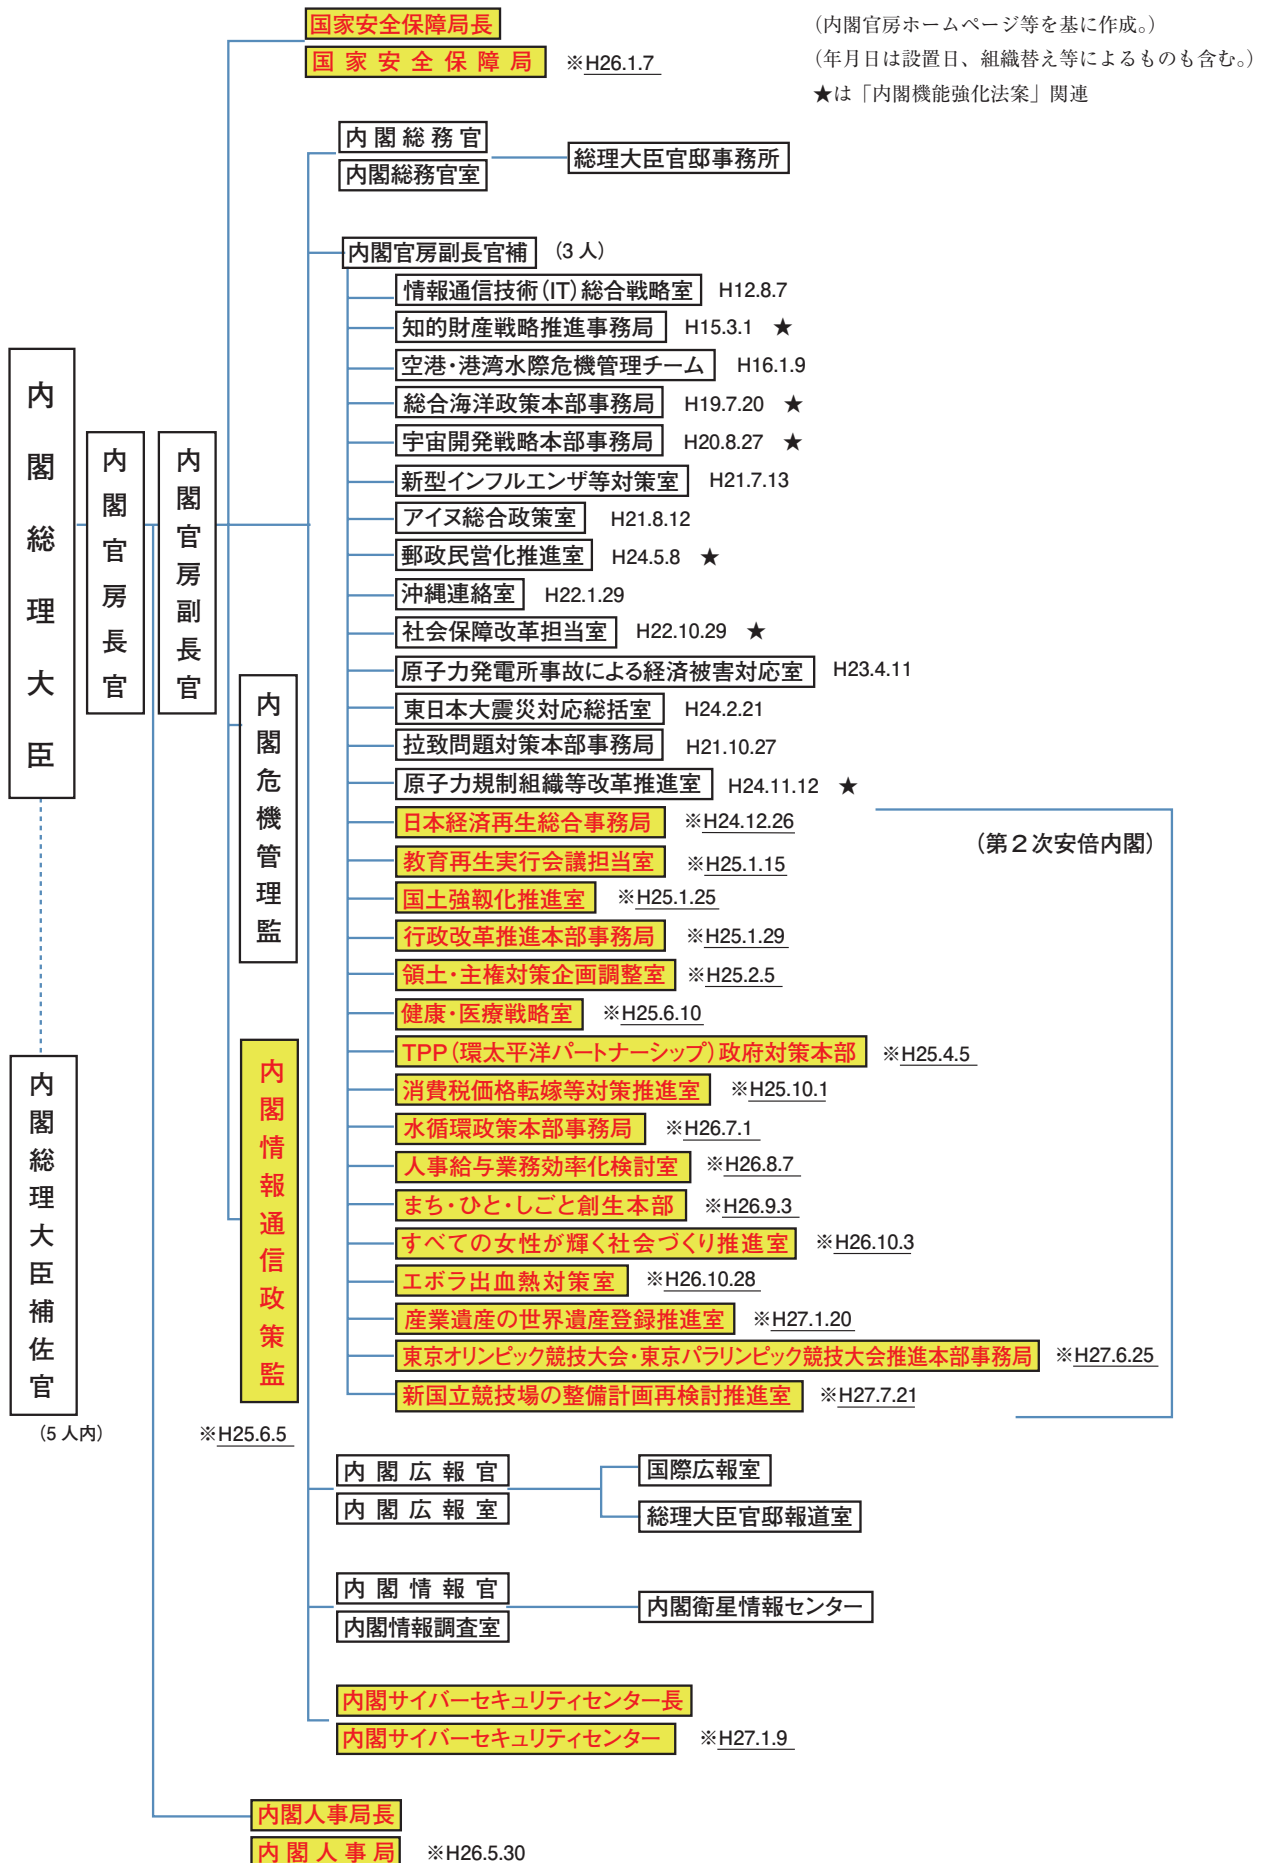 国家安全保障局長
国家安全保障局 ※H26.1.7
(内閣官房ホームページ等を基に作成。)
(年月日は設置日、組織替え等によるものも含む。)
★は「内閣機能強化法案」関連
内閣総務官
内閣総務官室
総理大臣官邸事務所
内閣官房副長官補 (3人)
情報通信技術(IT)総合戦略室 H12.8.7
知的財産戦略推進事務局 H15.3.1 ★
空港・港湾水際危機管理チーム H16.1.9
総合海洋政策本部事務局 H19.7.20 ★
宇宙開発戦略本部事務局 H20.8.27 ★
新型インフルエンザ等対策室 H21.7.13
アイヌ総合政策室 H21.8.12
郵政民営化推進室 H24.5.8 ★
沖縄連絡室 H22.1.29
社会保障改革担当室 H22.10.29 ★
原子力発電所事故による経済被害対応室 H23.4.11
東日本大震災対応総括室 H24.2.21
拉致問題対策本部事務局 H21.10.27
原子力規制組織等改革推進室 H24.11.12 ★
日本経済再生総合事務局 ※H24.12.26
(第2次安倍内閣)
教育再生実行会議担当室 ※H25.1.15
国土強靱化推進室 ※H25.1.25
行政改革推進本部事務局 ※H25.1.29
領土・主権対策企画調整室 ※H25.2.5
健康・医療戦略室 ※H25.6.10
TPP(環太平洋パートナーシップ)政府対策本部 ※H25.4.5
消費税価格転嫁等対策推進室 ※H25.10.1
水循環政策本部事務局 ※H26.7.1
人事給与業務効率化検討室 ※H26.8.7
まち・ひと・しごと創生本部 ※H26.9.3
すべての女性が輝く社会づくり推進室 ※H26.10.3
エボラ出血熱対策室 ※H26.10.28
産業遺産の世界遺産登録推進室 ※H27.1.20
東京オリンピック競技大会・東京パラリンピック競技大会推進本部事務局 ※H27.6.25
新国立競技場の整備計画再検討推進室 ※H27.7.21
内閣総理大臣
内閣官房長官
内閣官房副長官
内閣危機管理監
内閣情報通信政策監
※H25.6.5
内閣総理大臣補佐官
(5人内)
内閣広報官
内閣広報室
国際広報室
総理大臣官邸報道室
内閣情報官
内閣情報調査室
内閣衛星情報センター
内閣サイバーセキュリティセンター長
内閣サイバーセキュリティセンター ※H27.1.9
内閣人事局長
内閣人事局 ※H26.5.30